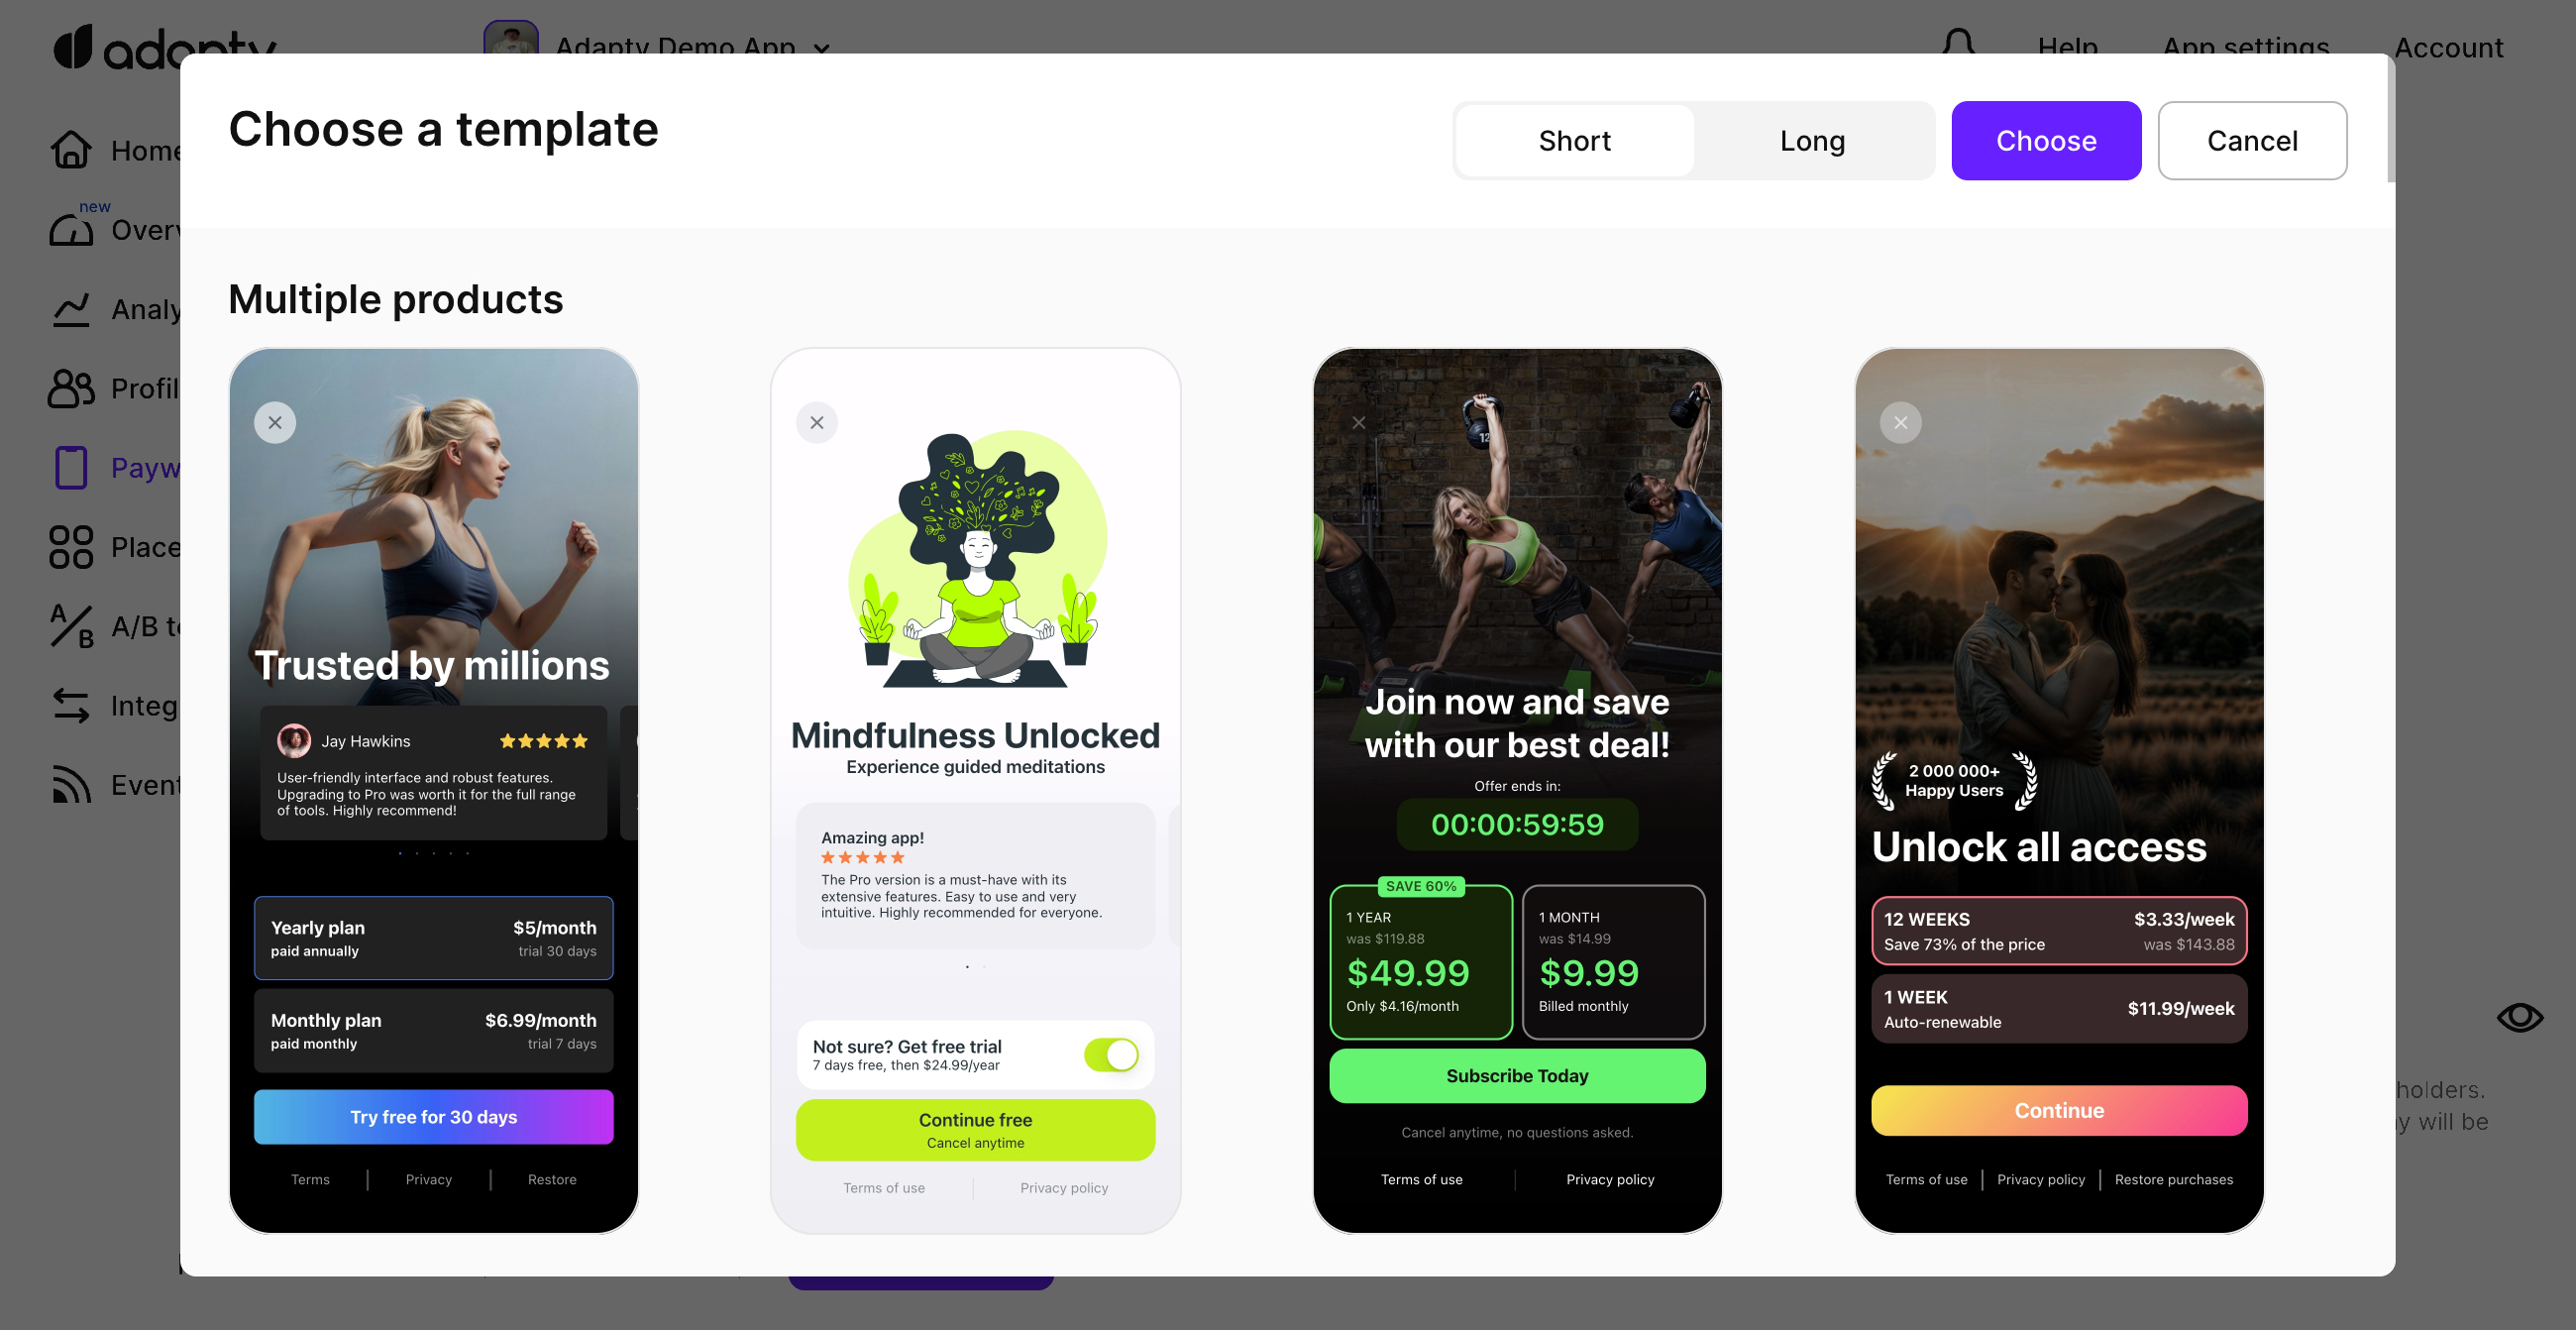 adapty
Adapty Demo App
Help
App settings
Account
Home
new
A/B
Choose a template
Short
Long
Choose
Cancel
Multiple products
Trusted by millions
Jay Hawkins
User-friendly interface and robust features.
Upgrading to Pro was worth it for the full range
of tools. Highly recommend!
Yearly plan
$5/month
paid annually
trial 30 days
Monthly plan
$6.99/month
paid monthly
trial 7 days
Try free for 30 days
Terms
Privacy
Restore
Mindfulness Unlocked
Experience guided meditations
Amazing app!
The Pro version is a must-have with its
extensive features. Easy to use and very
intuitive. Highly recommended for everyone.
Not sure? Get free trial
7 days free, then $24.99/year
Continue free
Cancel anytime
Terms of use
Privacy policy
12
Join now and save
with our best deal!
Offer ends in:
00:00:59:59
SAVE 60%
1 YEAR
was $119.88
$49.99
Only $4.16/month
1 MONTH
was $14.99
$9.99
Billed monthly
Subscribe Today
Cancel anytime, no questions asked.
Terms of use
Privacy policy
2 000 000+
Happy Users
Unlock all access
12 WEEKS
$3.33/week
Save 73% of the price
was $143.88
1 WEEK
$11.99/week
Auto-renewable
Continue
Terms of use
Privacy policy
Restore purchases
holders.
will be